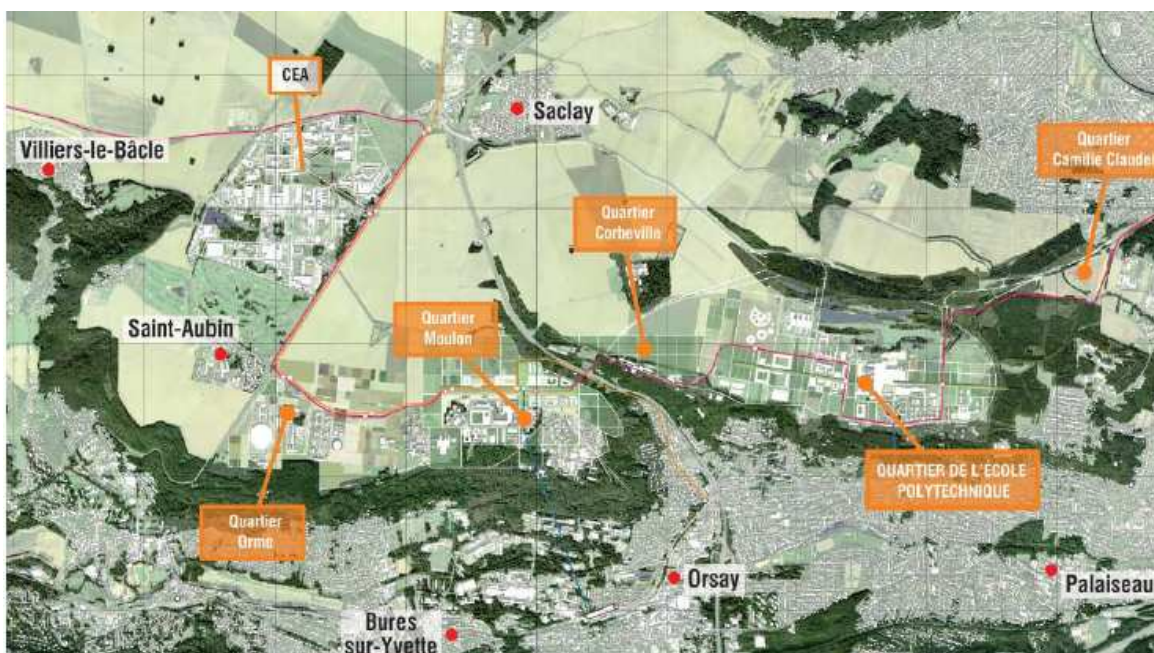 CEA
Saclay
Villiers-le-Bâcle
Quartier
Camille Claudel
Quartier
Corbeville
Saint-Aubin
Quartier
Moulon
QUARTIER DE L'ÉCOLE
POLYTECHNIQUE
Quartier
Orme
Orsay
Palaiseau
Bures
sur-Yvette